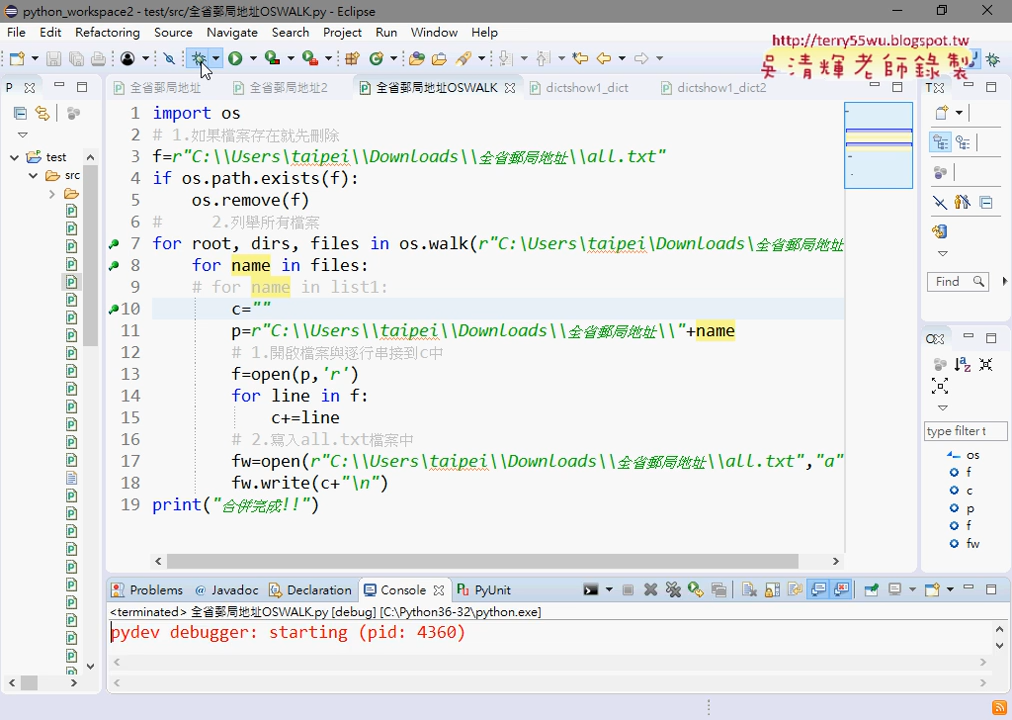 python_workspace2 - test/src/全省郵局地址OSWALK.py - Eclipse
File Edit Refactoring Source Navigate Search Project Run Window Help
http://terry55wu.blogspot.tw
吳清輝老師錄製
P
全省郵局地址
全省郵局地址2
全省郵局地址OSWALK
dictshow1_dict
dictshow1_dict2
test
src
1 import os
2 # 1.如果檔案存在就先刪除
3 f=r"C:\\Users\\taipei\\Downloads\\全省郵局地址\\all.txt"
4 if os.path.exists(f):
5 os.remove(f)
6 # 2.列舉所有檔案
7 for root, dirs, files in os.walk(r"C:\Users\taipei\Downloads\全省郵局地址
8 for name in files:
9 # for name in list1:
10 c=""
11 p=r"C:\\Users\\taipei\\Downloads\\全省郵局地址\\"+name
12 # 1.開啟檔案與逐行串接到c中
13 f=open(p,'r')
14 for line in f:
15 c+=line
16 # 2.寫入all.txt檔案中
17 fw=open(r"C:\\Users\\taipei\\Downloads\\全省郵局地址\\all.txt","a"
18 fw.write(c+"\n")
19 print("合併完成!!")
T
Find
O
type filter t
os
f
c
p
f
fw
Problems
@ Javadoc
Declaration
Console
PyUnit
<terminated> 全省郵局地址OSWALK.py [debug] [C:\Python36-32\python.exe]
pydev debugger: starting (pid: 4360)